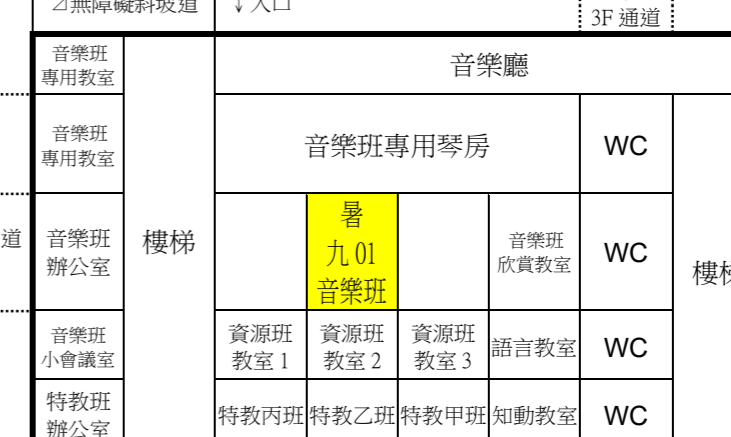 ⊿無障礙斜坡道
↓入口
3F 通道
音樂班
專用教室
音樂廳
音樂班
專用教室
音樂班專用琴房
WC
道
音樂班
辦公室
樓梯
暑
九 01
音樂班
音樂班
欣賞教室
WC
樓梯
音樂班
小會議室
資源班
教室 1
資源班
教室 2
資源班
教室 3
語言教室
WC
特教班
辦公室
特教丙班
特教乙班
特教甲班
知動教室
WC